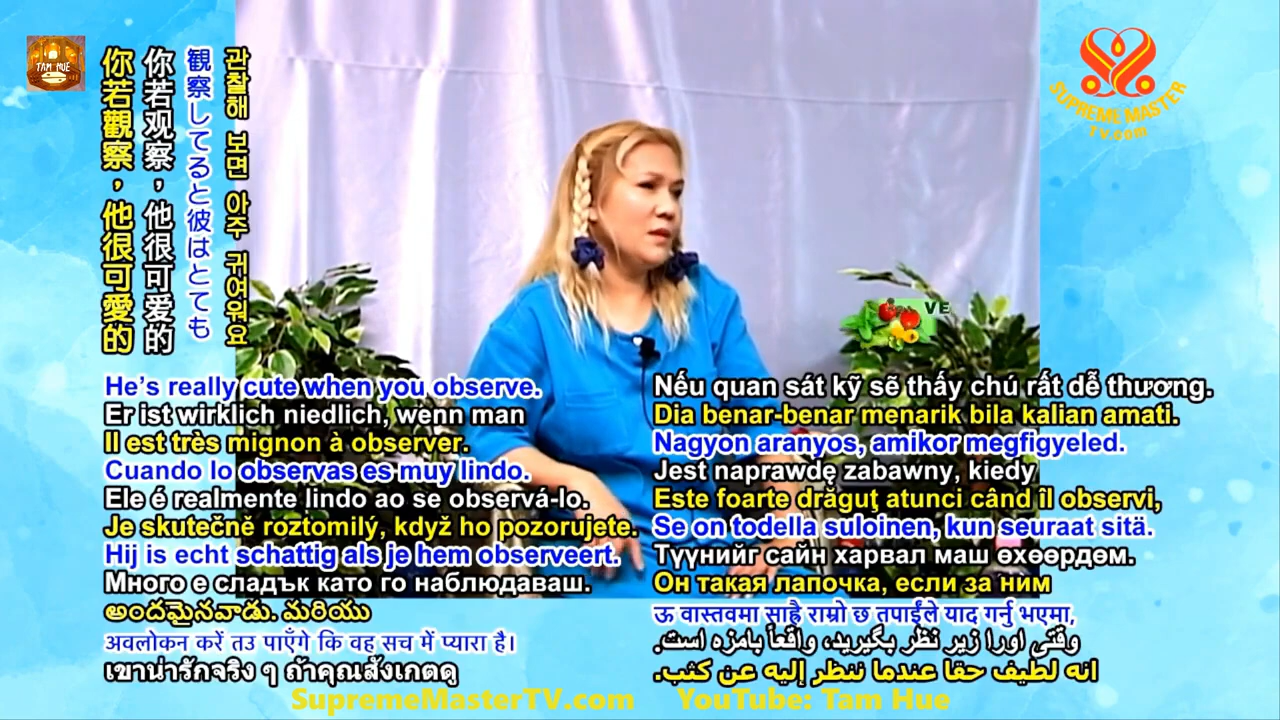 TAM HUE
你若觀察，他很可愛的
你若观察，他很可爱的
観察してると彼はとても
관찰해 보면 아주 귀여워요
SUPREME MASTER
TV.com
VE
He's really cute when you observe.
Er ist wirklich niedlich, wenn man
Il est très mignon à observer.
Cuando lo observas es muy lindo.
Ele é realmente lindo ao se observá-lo.
Je skutečně roztomilý, když ho pozorujete.
Hij is echt schattig als je hem observeert.
Много е сладък като го наблюдаваш.
అందమైనవాడు. మరియు
अवलोकन करें तउ पाएँगे कि वह सच में प्यारा है।
เขาน่ารักจริง ๆ ถ้าคุณสังเกตดู
Nếu quan sát kỹ sẽ thấy chú rất dễ thương.
Dia benar-benar menarik bila kalian amati.
Nagyon aranyos, amikor megfigyeled.
Jest naprawdę zabawny, kiedy
Este foarte drăguţ atunci când îl observi,
Se on todella suloinen, kun seuraat sitä.
Түүнийг сайн харвал маш өхөөрдөм.
Он такая лапочка, если за ним
ऊ वास्तवमा साह्रै राम्रो छ तपाईंले याद गर्नु भएमा,
وقتی اورا زیر نظر بگیرید، واقعاً بامزه است.
انه لطيف حقا عندما ننظر إليه عن كثب.
SupremeMasterTV.com
YouTube: Tam Hue